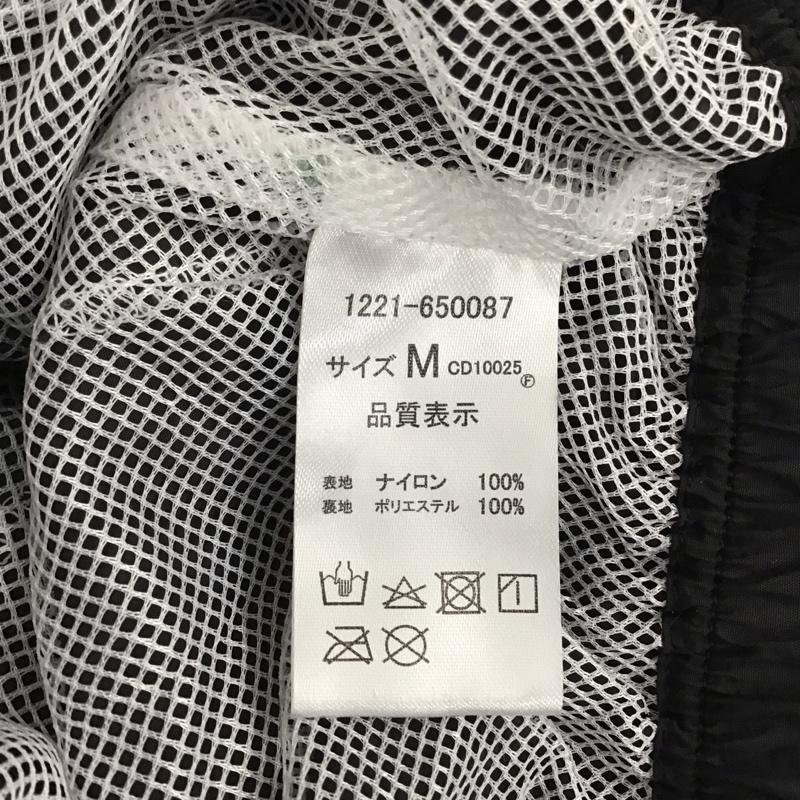 1221-650087
サイズ M CD10025 Ⓕ
品質表示
表地 ナイロン 100%
裏地 ポリエステル 100%